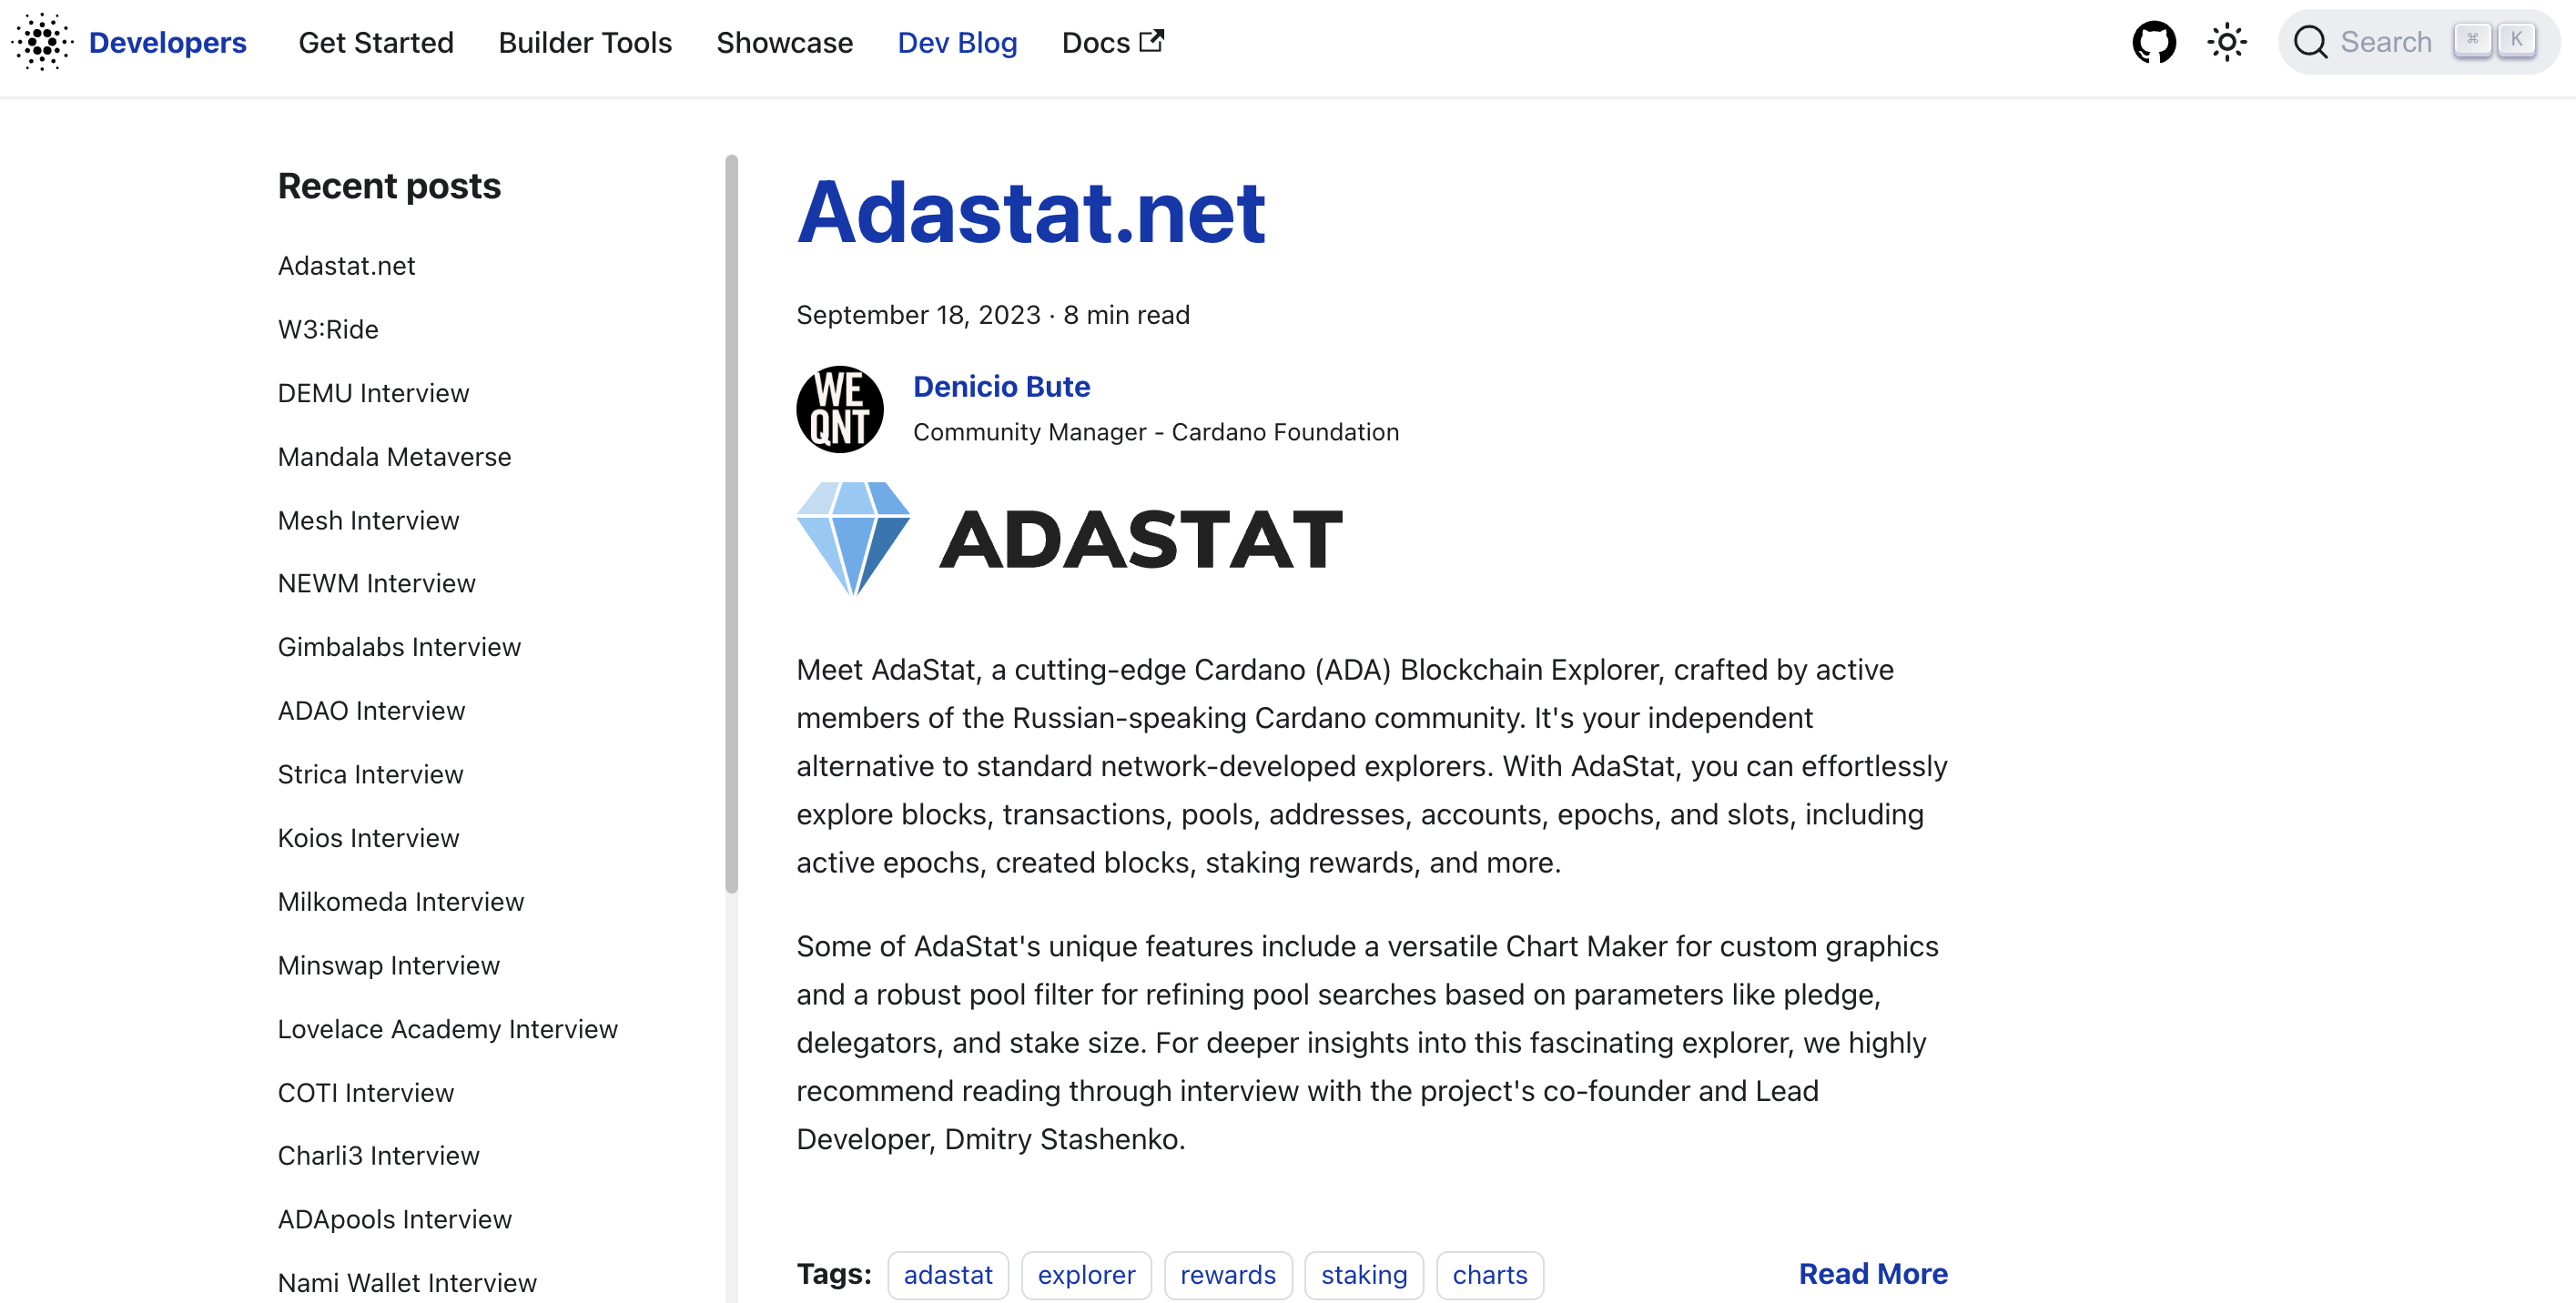 Developers Get Started Builder Tools Showcase Dev Blog Docs Search ⌘ K
Recent posts
Adastat.net
W3:Ride
DEMU Interview
Mandala Metaverse
Mesh Interview
NEWM Interview
Gimbalabs Interview
ADAO Interview
Strica Interview
Koios Interview
Milkomeda Interview
Minswap Interview
Lovelace Academy Interview
COTI Interview
Charli3 Interview
ADApools Interview
Nami Wallet Interview
Adastat.net
September 18, 2023 · 8 min read
WE
QNT
Denicio Bute
Community Manager - Cardano Foundation
ADASTAT
Meet AdaStat, a cutting-edge Cardano (ADA) Blockchain Explorer, crafted by active
members of the Russian-speaking Cardano community. It's your independent
alternative to standard network-developed explorers. With AdaStat, you can effortlessly
explore blocks, transactions, pools, addresses, accounts, epochs, and slots, including
active epochs, created blocks, staking rewards, and more.
Some of AdaStat's unique features include a versatile Chart Maker for custom graphics
and a robust pool filter for refining pool searches based on parameters like pledge,
delegators, and stake size. For deeper insights into this fascinating explorer, we highly
recommend reading through interview with the project's co-founder and Lead
Developer, Dmitry Stashenko.
Tags: adastat explorer rewards staking charts Read More